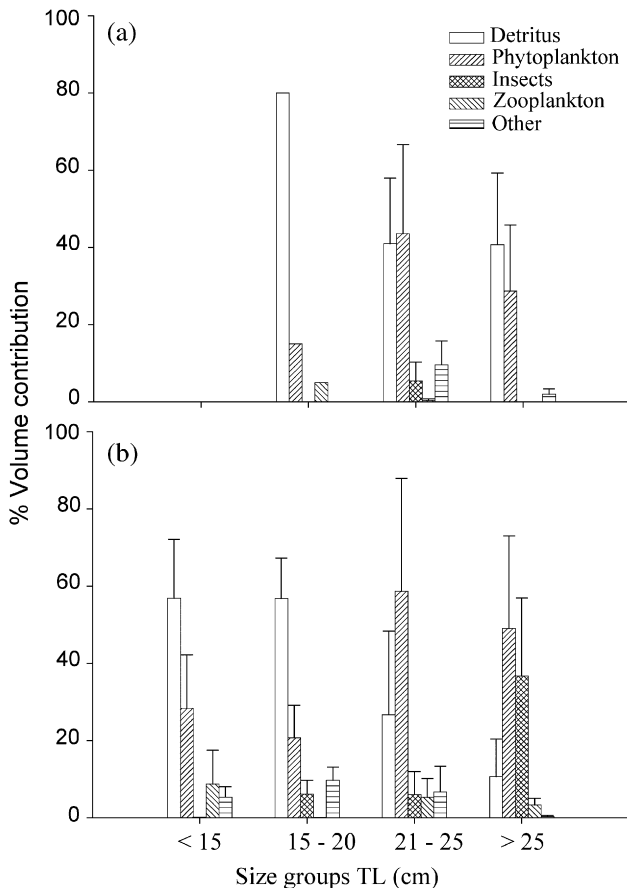 100
(a)
Detritus
Phytoplankton
Insects
Zooplankton
Other
80
60
40
20
0
% Volume contribution
100
(b)
80
60
40
20
0
< 15 15 - 20 21 - 25 > 25
Size groups TL (cm)